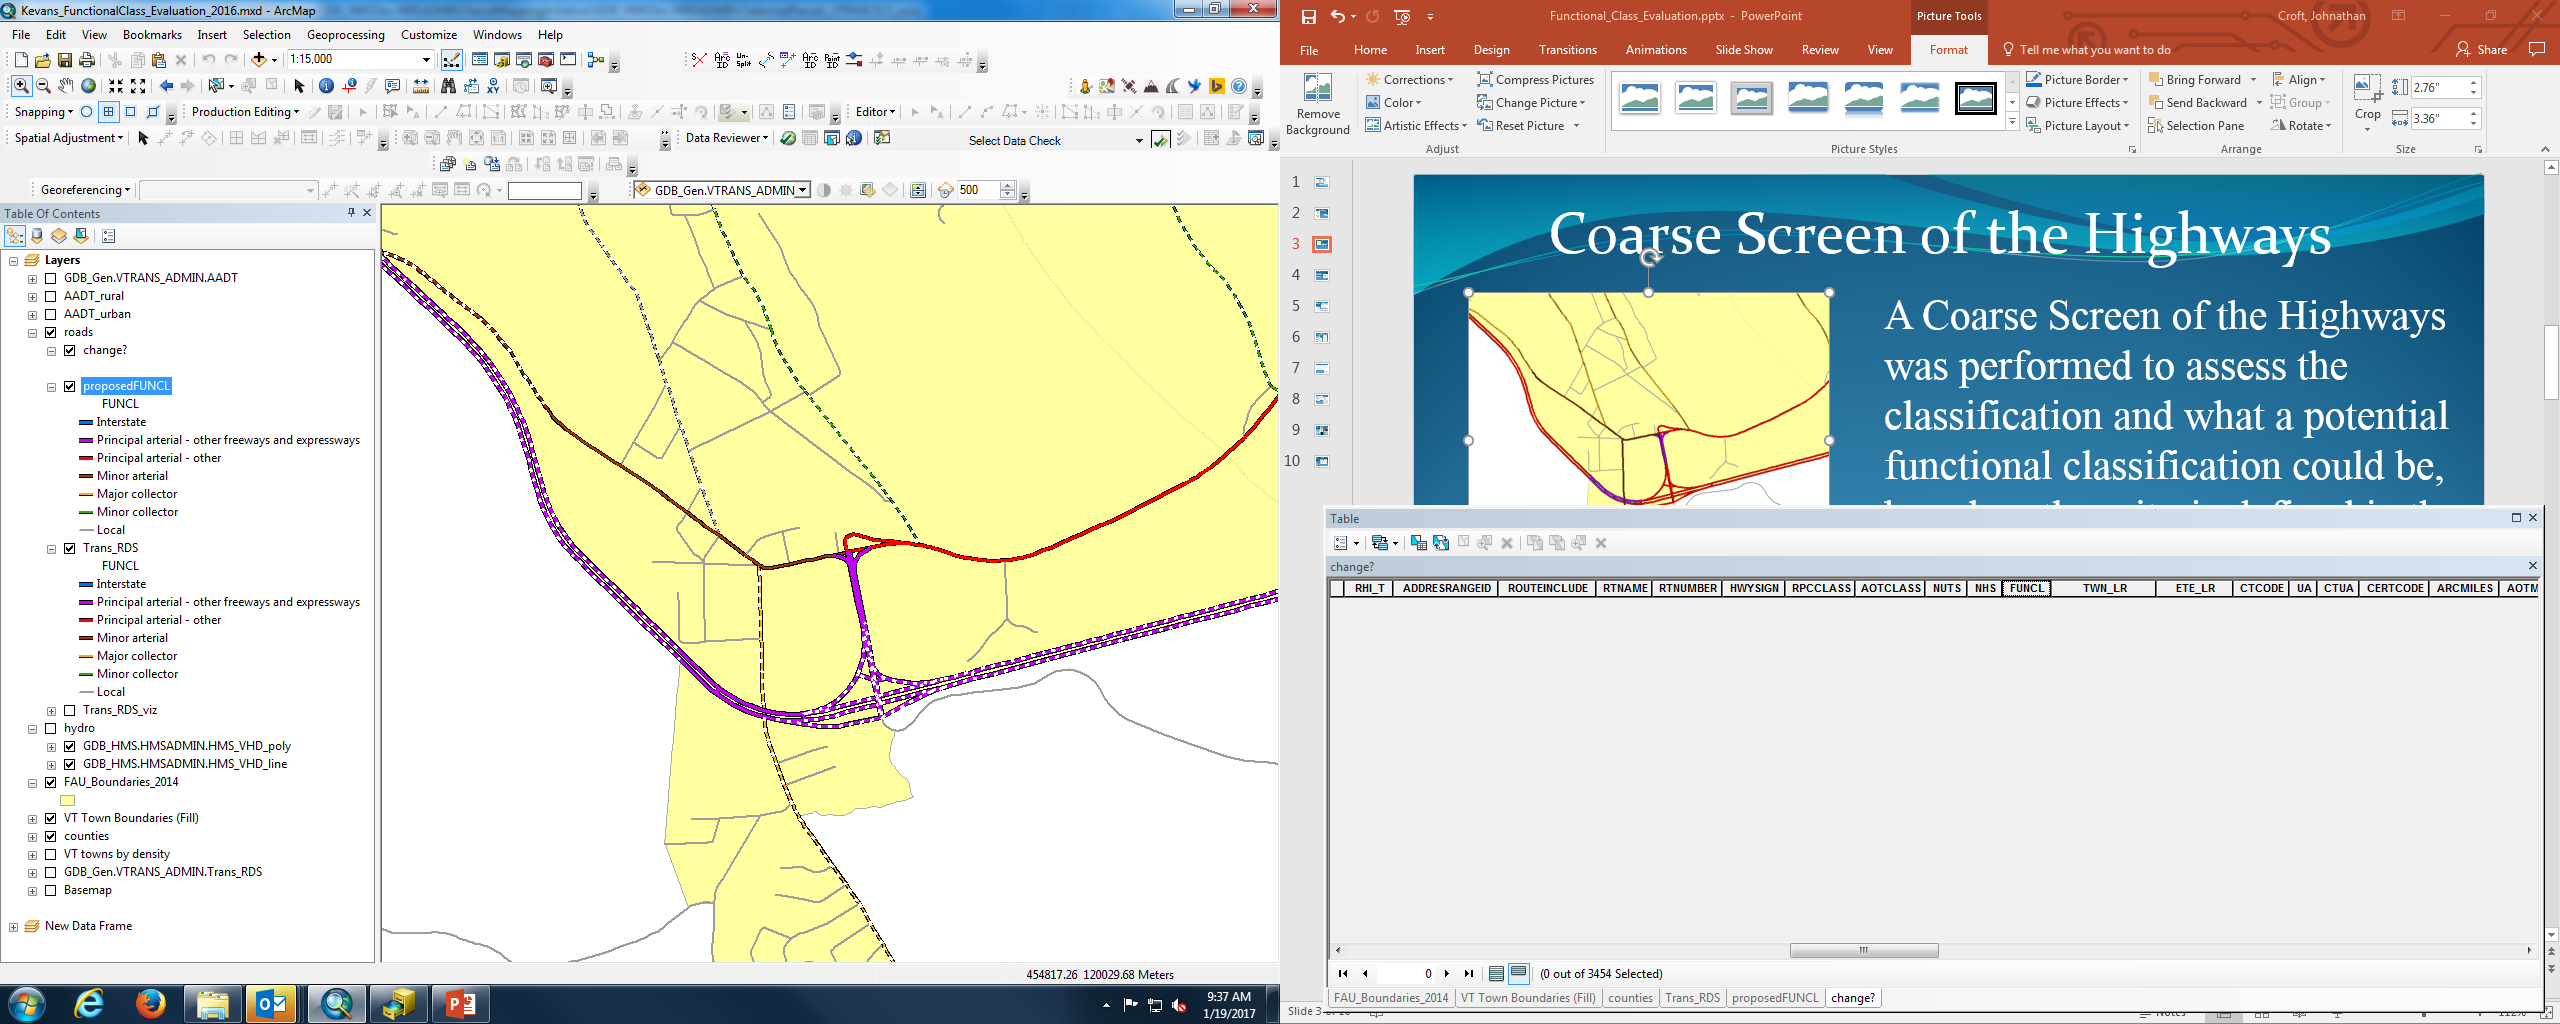 Kevans_FunctionalClass_Evaluation_2016.mxd - ArcMap
File Edit View Bookmarks Insert Selection Geoprocessing Customize Windows Help
1:15,000
Snapping Production Editing Editor
Spatial Adjustment Data Reviewer Select Data Check
Georeferencing GDB_Gen.VTRANS_ADMIN 500
Table Of Contents
Layers
GDB_Gen.VTRANS_ADMIN.AADT
AADT_rural
AADT_urban
roads
change?
proposedFUNCL
FUNCL
Interstate
Principal arterial - other freeways and expressways
Principal arterial - other
Minor arterial
Major collector
Minor collector
Local
Trans_RDS
FUNCL
Interstate
Principal arterial - other freeways and expressways
Principal arterial - other
Minor arterial
Major collector
Minor collector
Local
Trans_RDS_viz
hydro
GDB_HMS.HMSADMIN.HMS_VHD_poly
GDB_HMS.HMSADMIN.HMS_VHD_line
FAU_Boundaries_2014
VT Town Boundaries (Fill)
counties
VT towns by density
GDB_Gen.VTRANS_ADMIN.Trans_RDS
Basemap
New Data Frame
454817.26 120029.68 Meters
9:37 AM
1/19/2017
Functional_Class_Evaluation.pptx - PowerPoint
Picture Tools
Croft, Johnathan
File Home Insert Design Transitions Animations Slide Show Review View Format Tell me what you want to do Share
Remove Background
Corrections
Color
Artistic Effects
Compress Pictures
Change Picture
Reset Picture
Adjust
Picture Styles
Picture Border
Picture Effects
Picture Layout
Bring Forward
Send Backward
Selection Pane
Align
Group
Rotate
Arrange
Crop
2.76"
3.36"
Size
1
2
3
4
5
6
7
8
9
10
Coarse Screen of the Highways
A Coarse Screen of the Highways
was performed to assess the
classification and what a potential
functional classification could be,
Table
change?
RHI_T ADDRESRANGEID ROUTEINCLUDE RTNAME RTNUMBER HWYSIGN RPCCLASS AOTCLASS NUTS NHS FUNCL TWN_LR ETE_LR CTCODE UA CTUA CERTCODE ARCMILES AOTM
0 (0 out of 3454 Selected)
FAU_Boundaries_2014 VT Town Boundaries (Fill) counties Trans_RDS proposedFUNCL change?